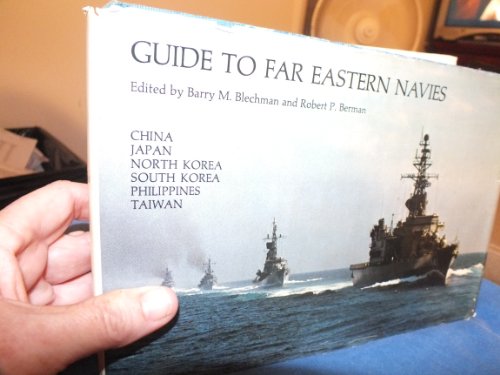 GUIDE TO FAR EASTERN NAVIES
Edited by Barry M. Blechman and Robert P. Berman
CHINA
JAPAN
NORTH KOREA
SOUTH KOREA
PHILIPPINES
TAIWAN